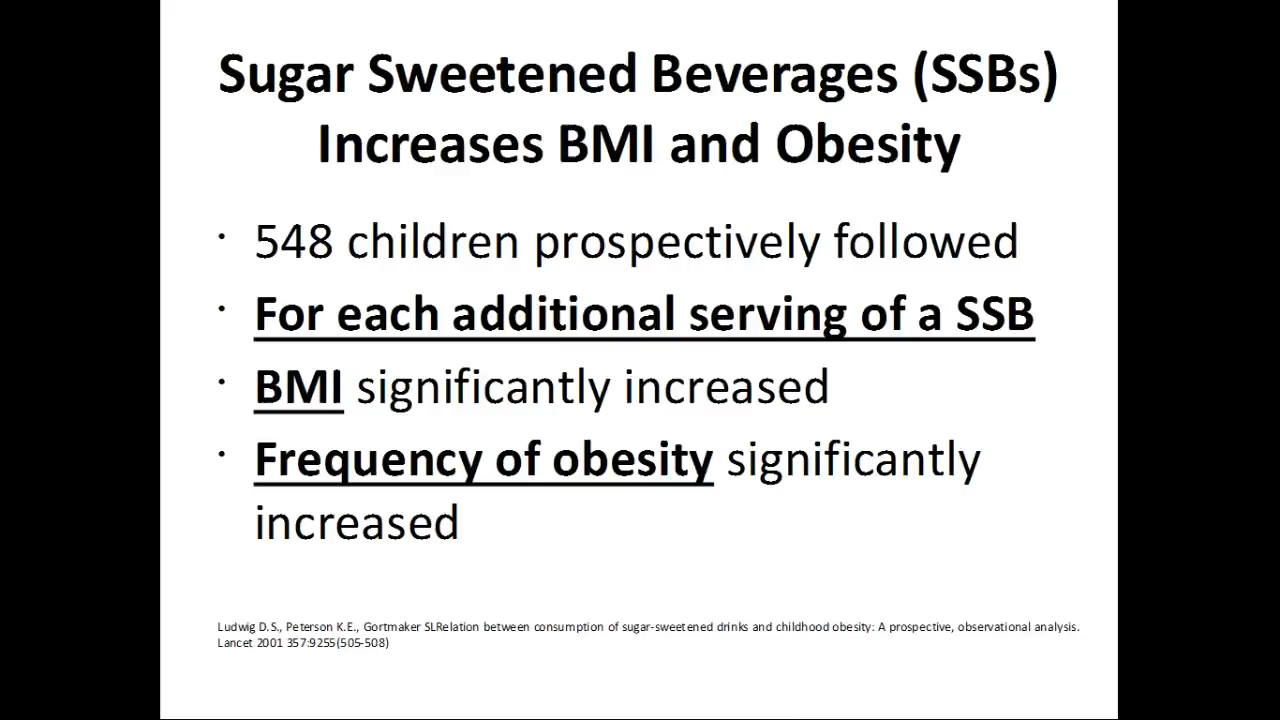 Sugar Sweetened Beverages (SSBs)
Increases BMI and Obesity
· 548 children prospectively followed
· For each additional serving of a SSB
· BMI significantly increased
· Frequency of obesity significantly
increased
Ludwig D.S., Peterson K.E., Gortmaker SLRelation between consumption of sugar-sweetened drinks and childhood obesity: A prospective, observational analysis.
Lancet 2001 357:9255(505-508)